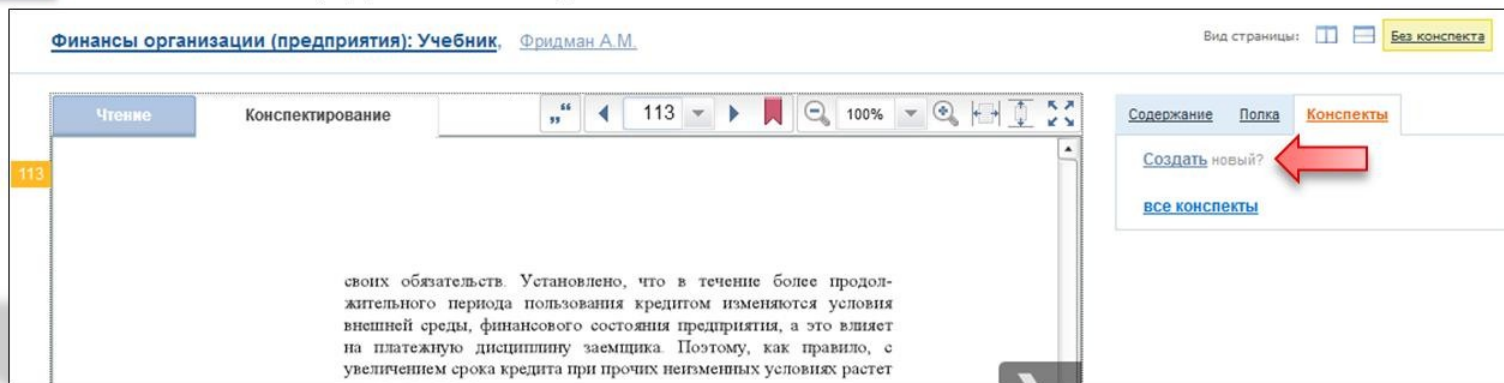 Финансы организации (предприятия): Учебник, Фридман А.М.
Вид страницы: Без конспекта
Чтение Конспектирование „“ 113 100%
Содержание Полка Конспекты
113
Создать новый?
все конспекты
своих обязательств. Установлено, что в течение более продол-
жительного периода пользования кредитом изменяются условия
внешней среды, финансового состояния предприятия, а это влияет
на платежную дисциплину заемщика. Поэтому, как правило, с
увеличением срока кредита при прочих неизменных условиях растет